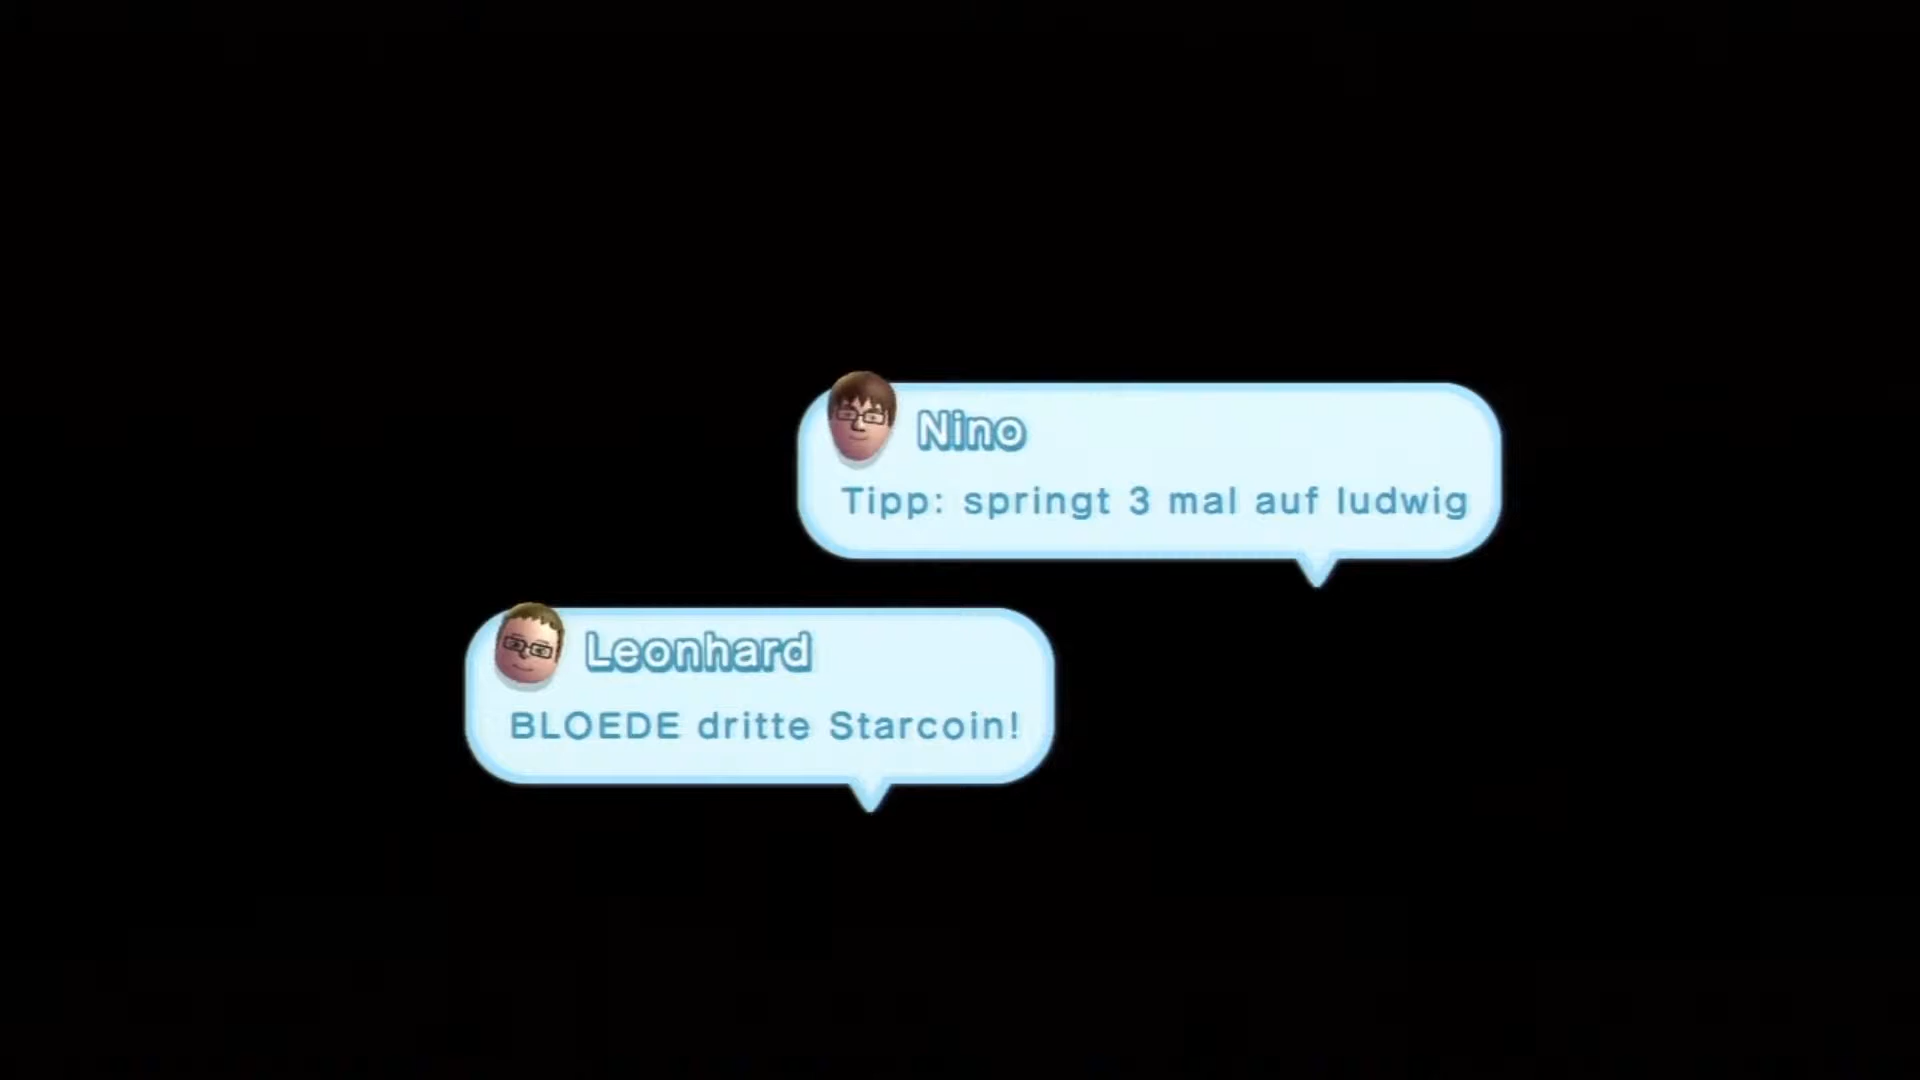 Nino
Tipp: springt 3 mal auf ludwig
Leonhard
BLOEDE dritte Starcoin!